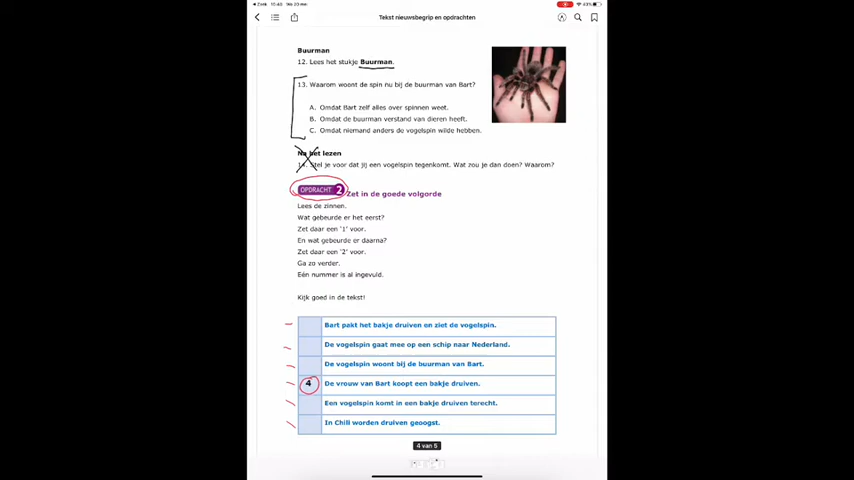 Tekst nieuwsbegrip en opdrachten
Buurman
12. Lees het stukje Buurman.
13. Waarom woont de spin nu bij de buurman van Bart?
A. Omdat Bart zelf alles over spinnen weet.
B. Omdat de buurman verstand van dieren heeft.
C. Omdat niemand anders de vogelspin wilde hebben.
Na het lezen
14. Stel je voor dat jij een vogelspin tegenkomt. Wat zou je dan doen? Waarom?
OPDRACHT 2 Zet in de goede volgorde
Lees de zinnen.
Wat gebeurde er het eerst?
Zet daar een '1' voor.
En wat gebeurde er daarna?
Zet daar een '2' voor.
Ga zo verder.
Eén nummer is al ingevuld.
Kijk goed in de tekst!
Bart pakt het bakje druiven en ziet de vogelspin.
De vogelspin gaat mee op een schip naar Nederland.
De vogelspin woont bij de buurman van Bart.
4 De vrouw van Bart koopt een bakje druiven.
Een vogelspin komt in een bakje druiven terecht.
In Chili worden druiven geoogst.
4 van 5